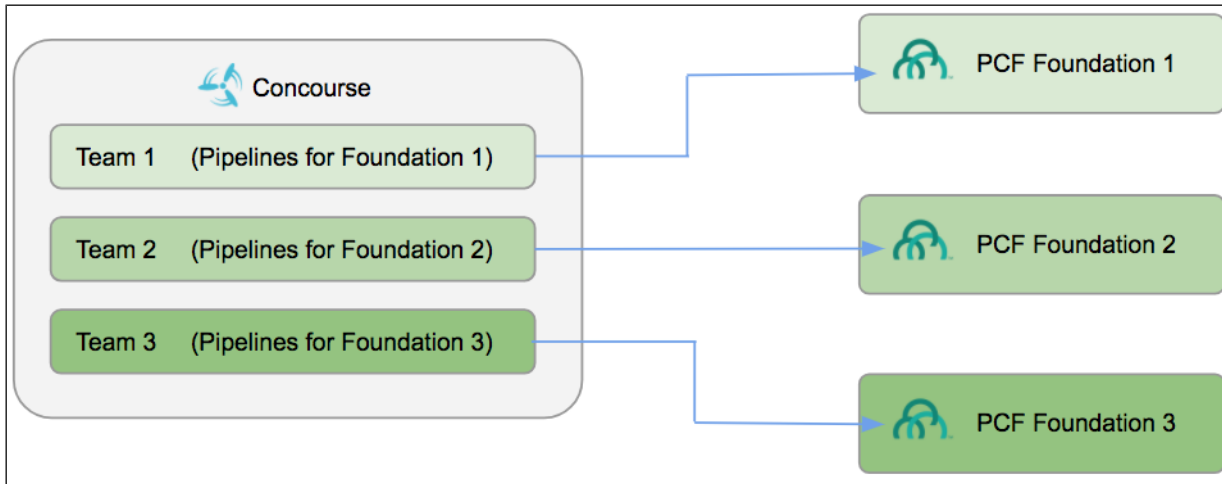 Concourse
Team 1 (Pipelines for Foundation 1)
Team 2 (Pipelines for Foundation 2)
Team 3 (Pipelines for Foundation 3)
PCF Foundation 1
PCF Foundation 2
PCF Foundation 3